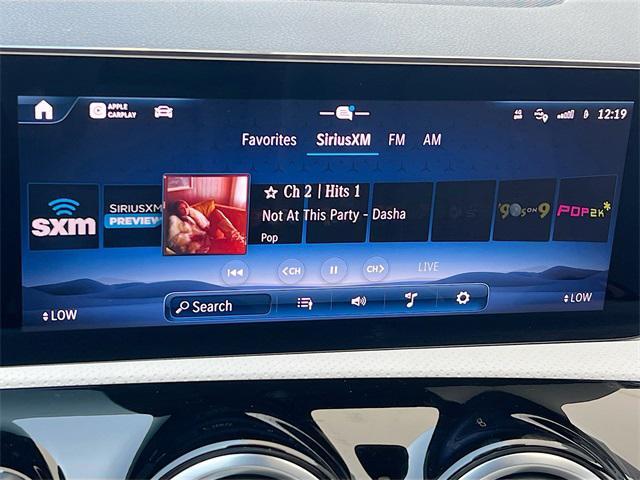 APPLE
CARPLAY
4G
12:19
Favorites SiriusXM FM AM
sxm
SIRIUSXM
PREVIEW
Ch 2 | Hits 1
Not At This Party - Dasha
Pop
'90s ON 9
POP2K
CH CH LIVE
Search
LOW LOW